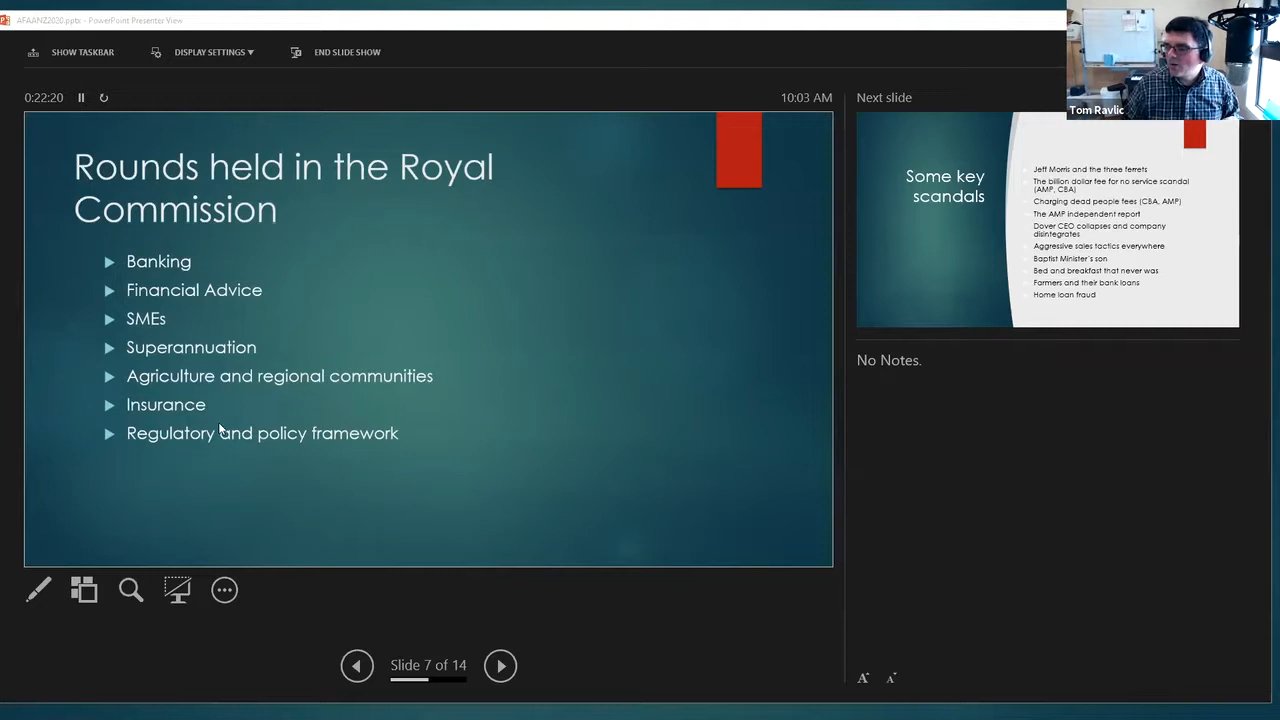 AFAANZ2020.pptx - PowerPoint Presenter View
SHOW TASKBAR
DISPLAY SETTINGS
END SLIDE SHOW
0:22:20
10:03 AM
Rounds held in the Royal
Commission
Banking
Financial Advice
SMEs
Superannuation
Agriculture and regional communities
Insurance
Regulatory and policy framework
Slide 7 of 14
Tom Ravlic
Next slide
Some key
scandals
Jeff Morris and the three ferrets
The billion dollar fee for no service scandal
(AMP, CBA)
Charging dead people fees (CBA, AMP)
The AMP independent report
Dover CEO collapses and company
disintegrates
Aggressive sales tactics everywhere
Baptist Minister's son
Bed and breakfast that never was
Farmers and their bank loans
Home loan fraud
No Notes.
A
A